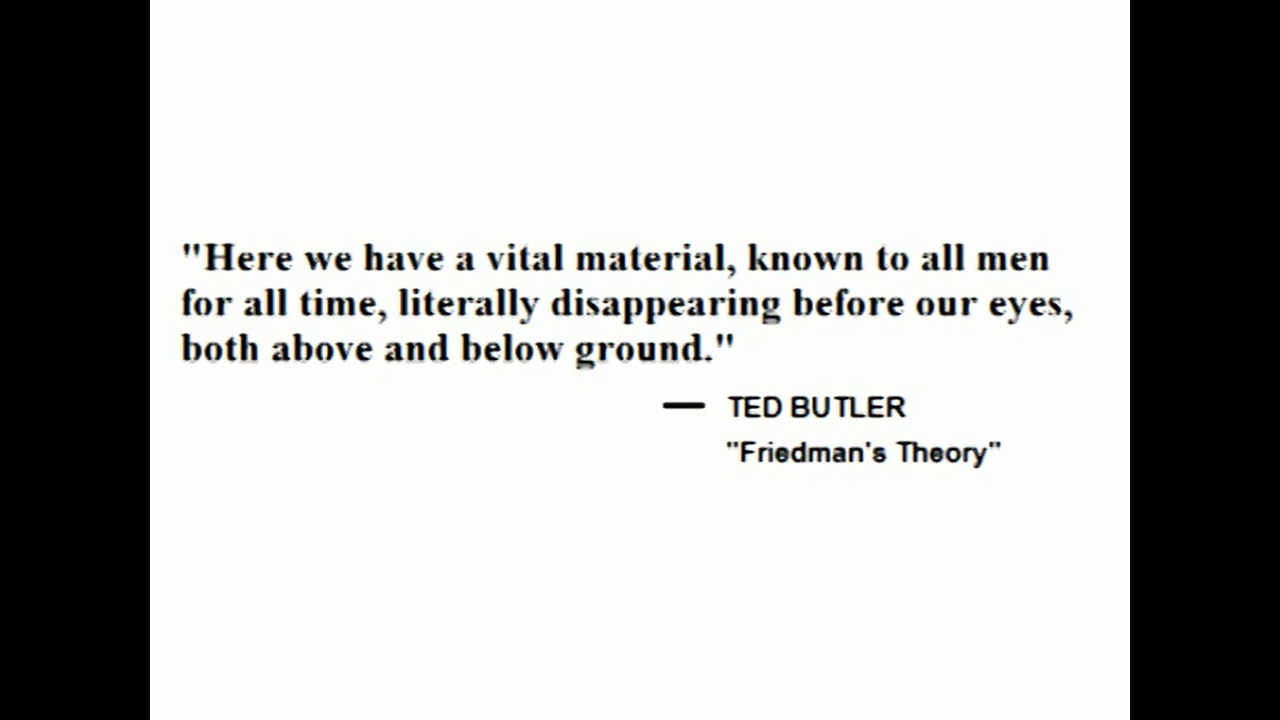 "Here we have a vital material, known to all men
for all time, literally disappearing before our eyes,
both above and below ground."
— TED BUTLER
"Friedman's Theory"